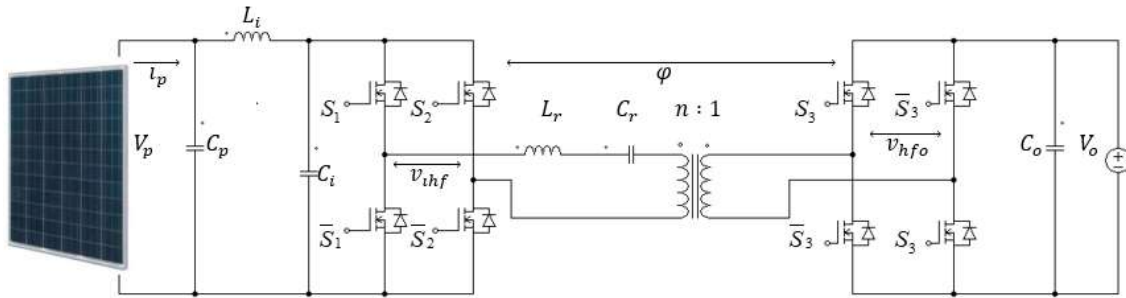 L_i
i_p
φ
S_1
S_2
L_r
C_r
n : 1
S_3
S̅_3
V_p
C_p
C_i
v_ihf
v_hfo
C_o
V_o
S̅_1
S̅_2
S̅_3
S_3